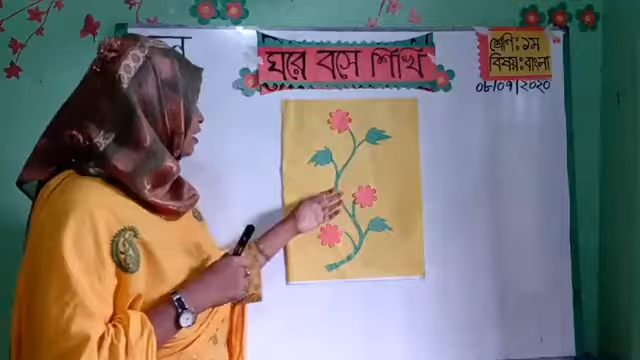 ঘরে বসে শিখি
শ্রেণি: ১ম
বিষয়: বাংলা
০৮/০৭/২০২০